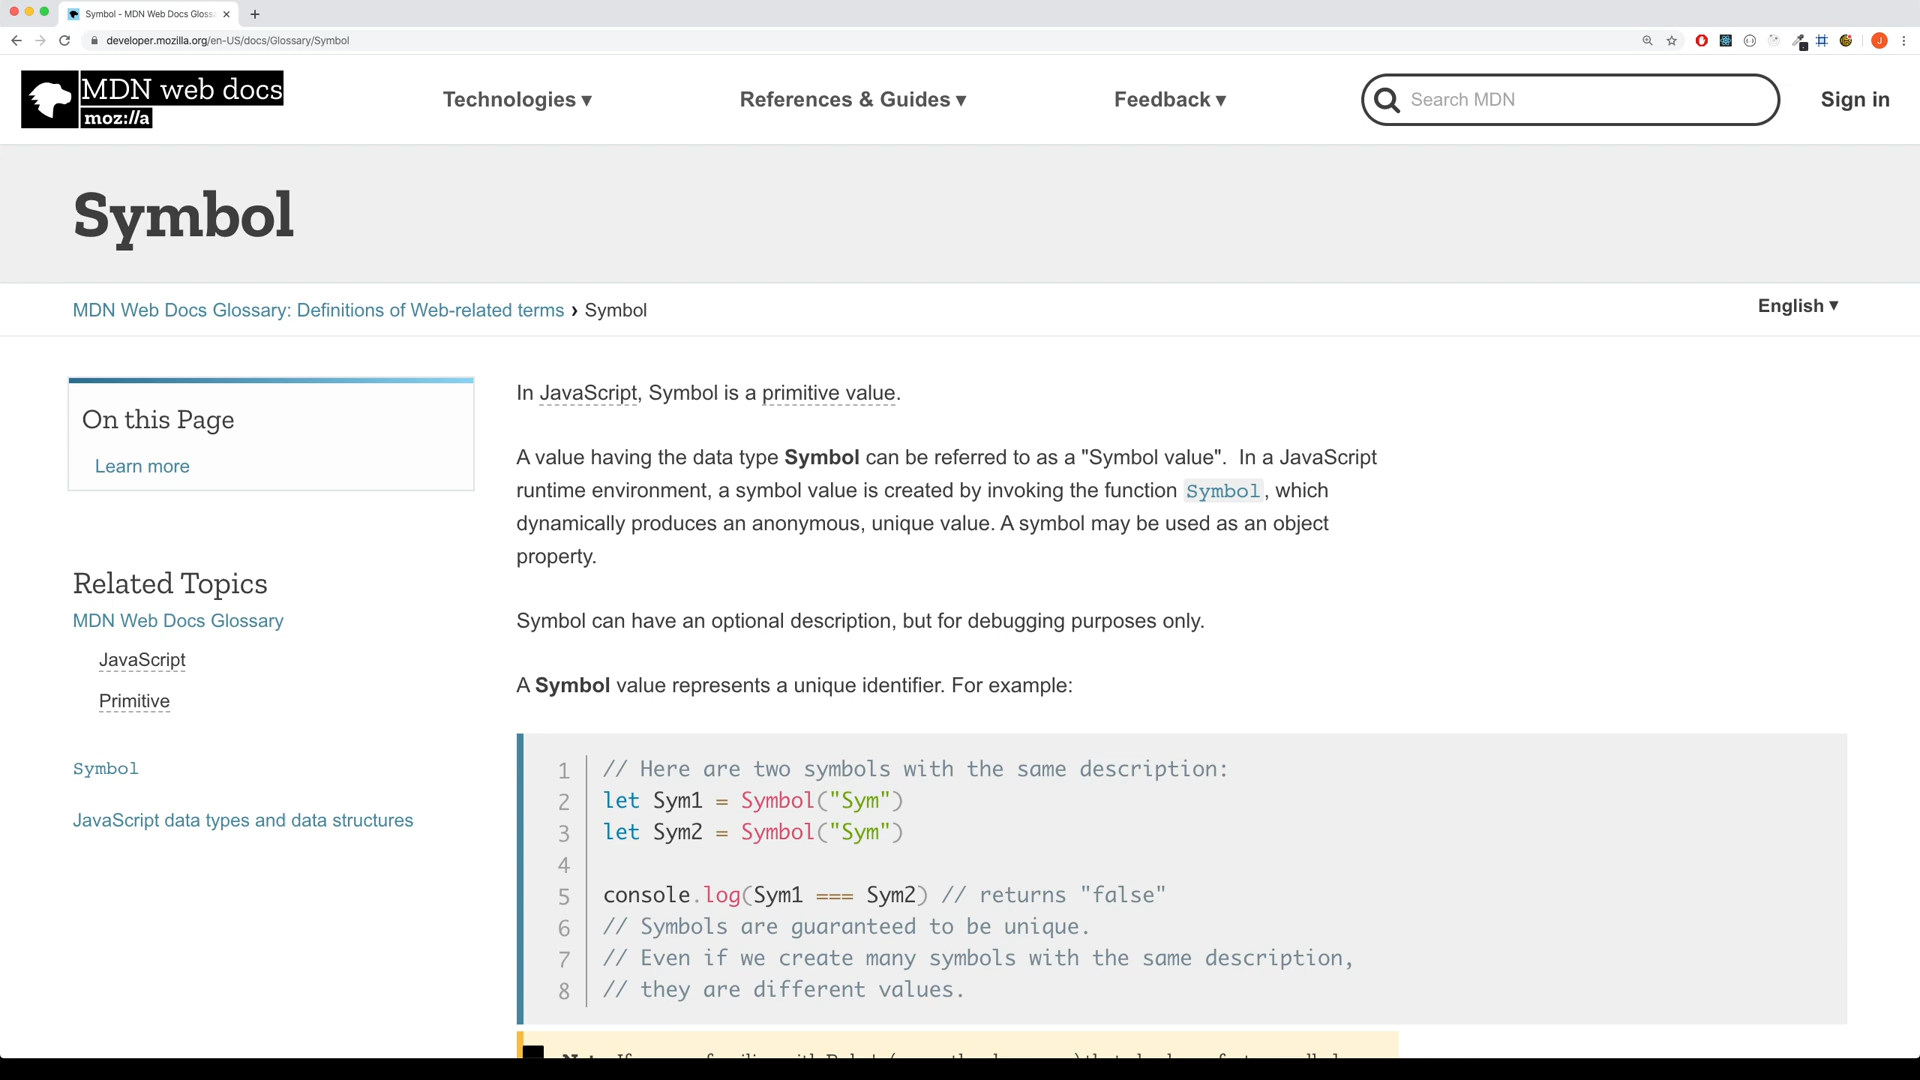 Symbol - MDN Web Docs Gloss
developer.mozilla.org/en-US/docs/Glossary/Symbol
J
MDN web docs
moz://a
Technologies ▾
References & Guides ▾
Feedback ▾
Search MDN
Sign in
Symbol
MDN Web Docs Glossary: Definitions of Web-related terms › Symbol
English ▾
On this Page
Learn more
Related Topics
MDN Web Docs Glossary
JavaScript
Primitive
Symbol
JavaScript data types and data structures
In JavaScript, Symbol is a primitive value.
A value having the data type Symbol can be referred to as a "Symbol value".  In a JavaScript
runtime environment, a symbol value is created by invoking the function Symbol, which
dynamically produces an anonymous, unique value. A symbol may be used as an object
property.
Symbol can have an optional description, but for debugging purposes only.
A Symbol value represents a unique identifier. For example:
1 // Here are two symbols with the same description:
2 let Sym1 = Symbol("Sym")
3 let Sym2 = Symbol("Sym")
4
5 console.log(Sym1 === Sym2) // returns "false"
6 // Symbols are guaranteed to be unique.
7 // Even if we create many symbols with the same description,
8 // they are different values.